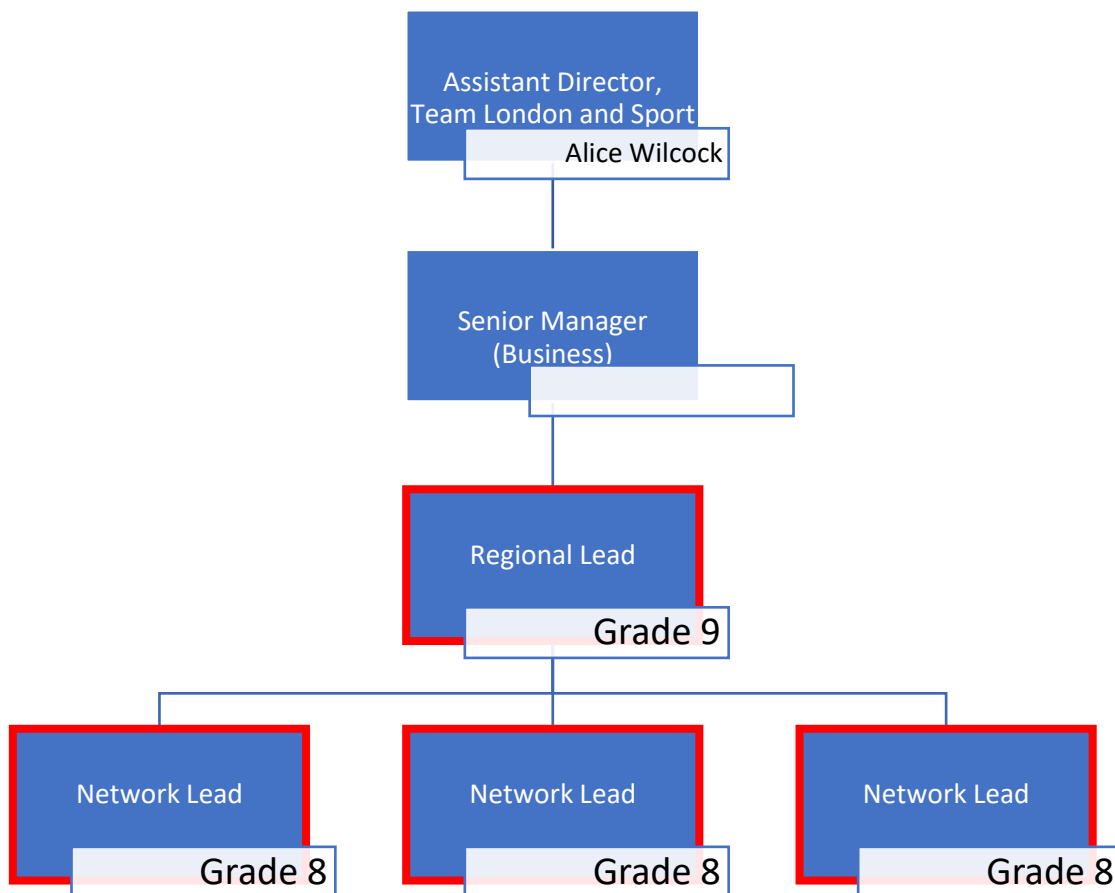 Assistant Director,
Team London and Sport
Alice Wilcock
Senior Manager
(Business)
Regional Lead
Grade 9
Network Lead
Grade 8
Network Lead
Grade 8
Network Lead
Grade 8